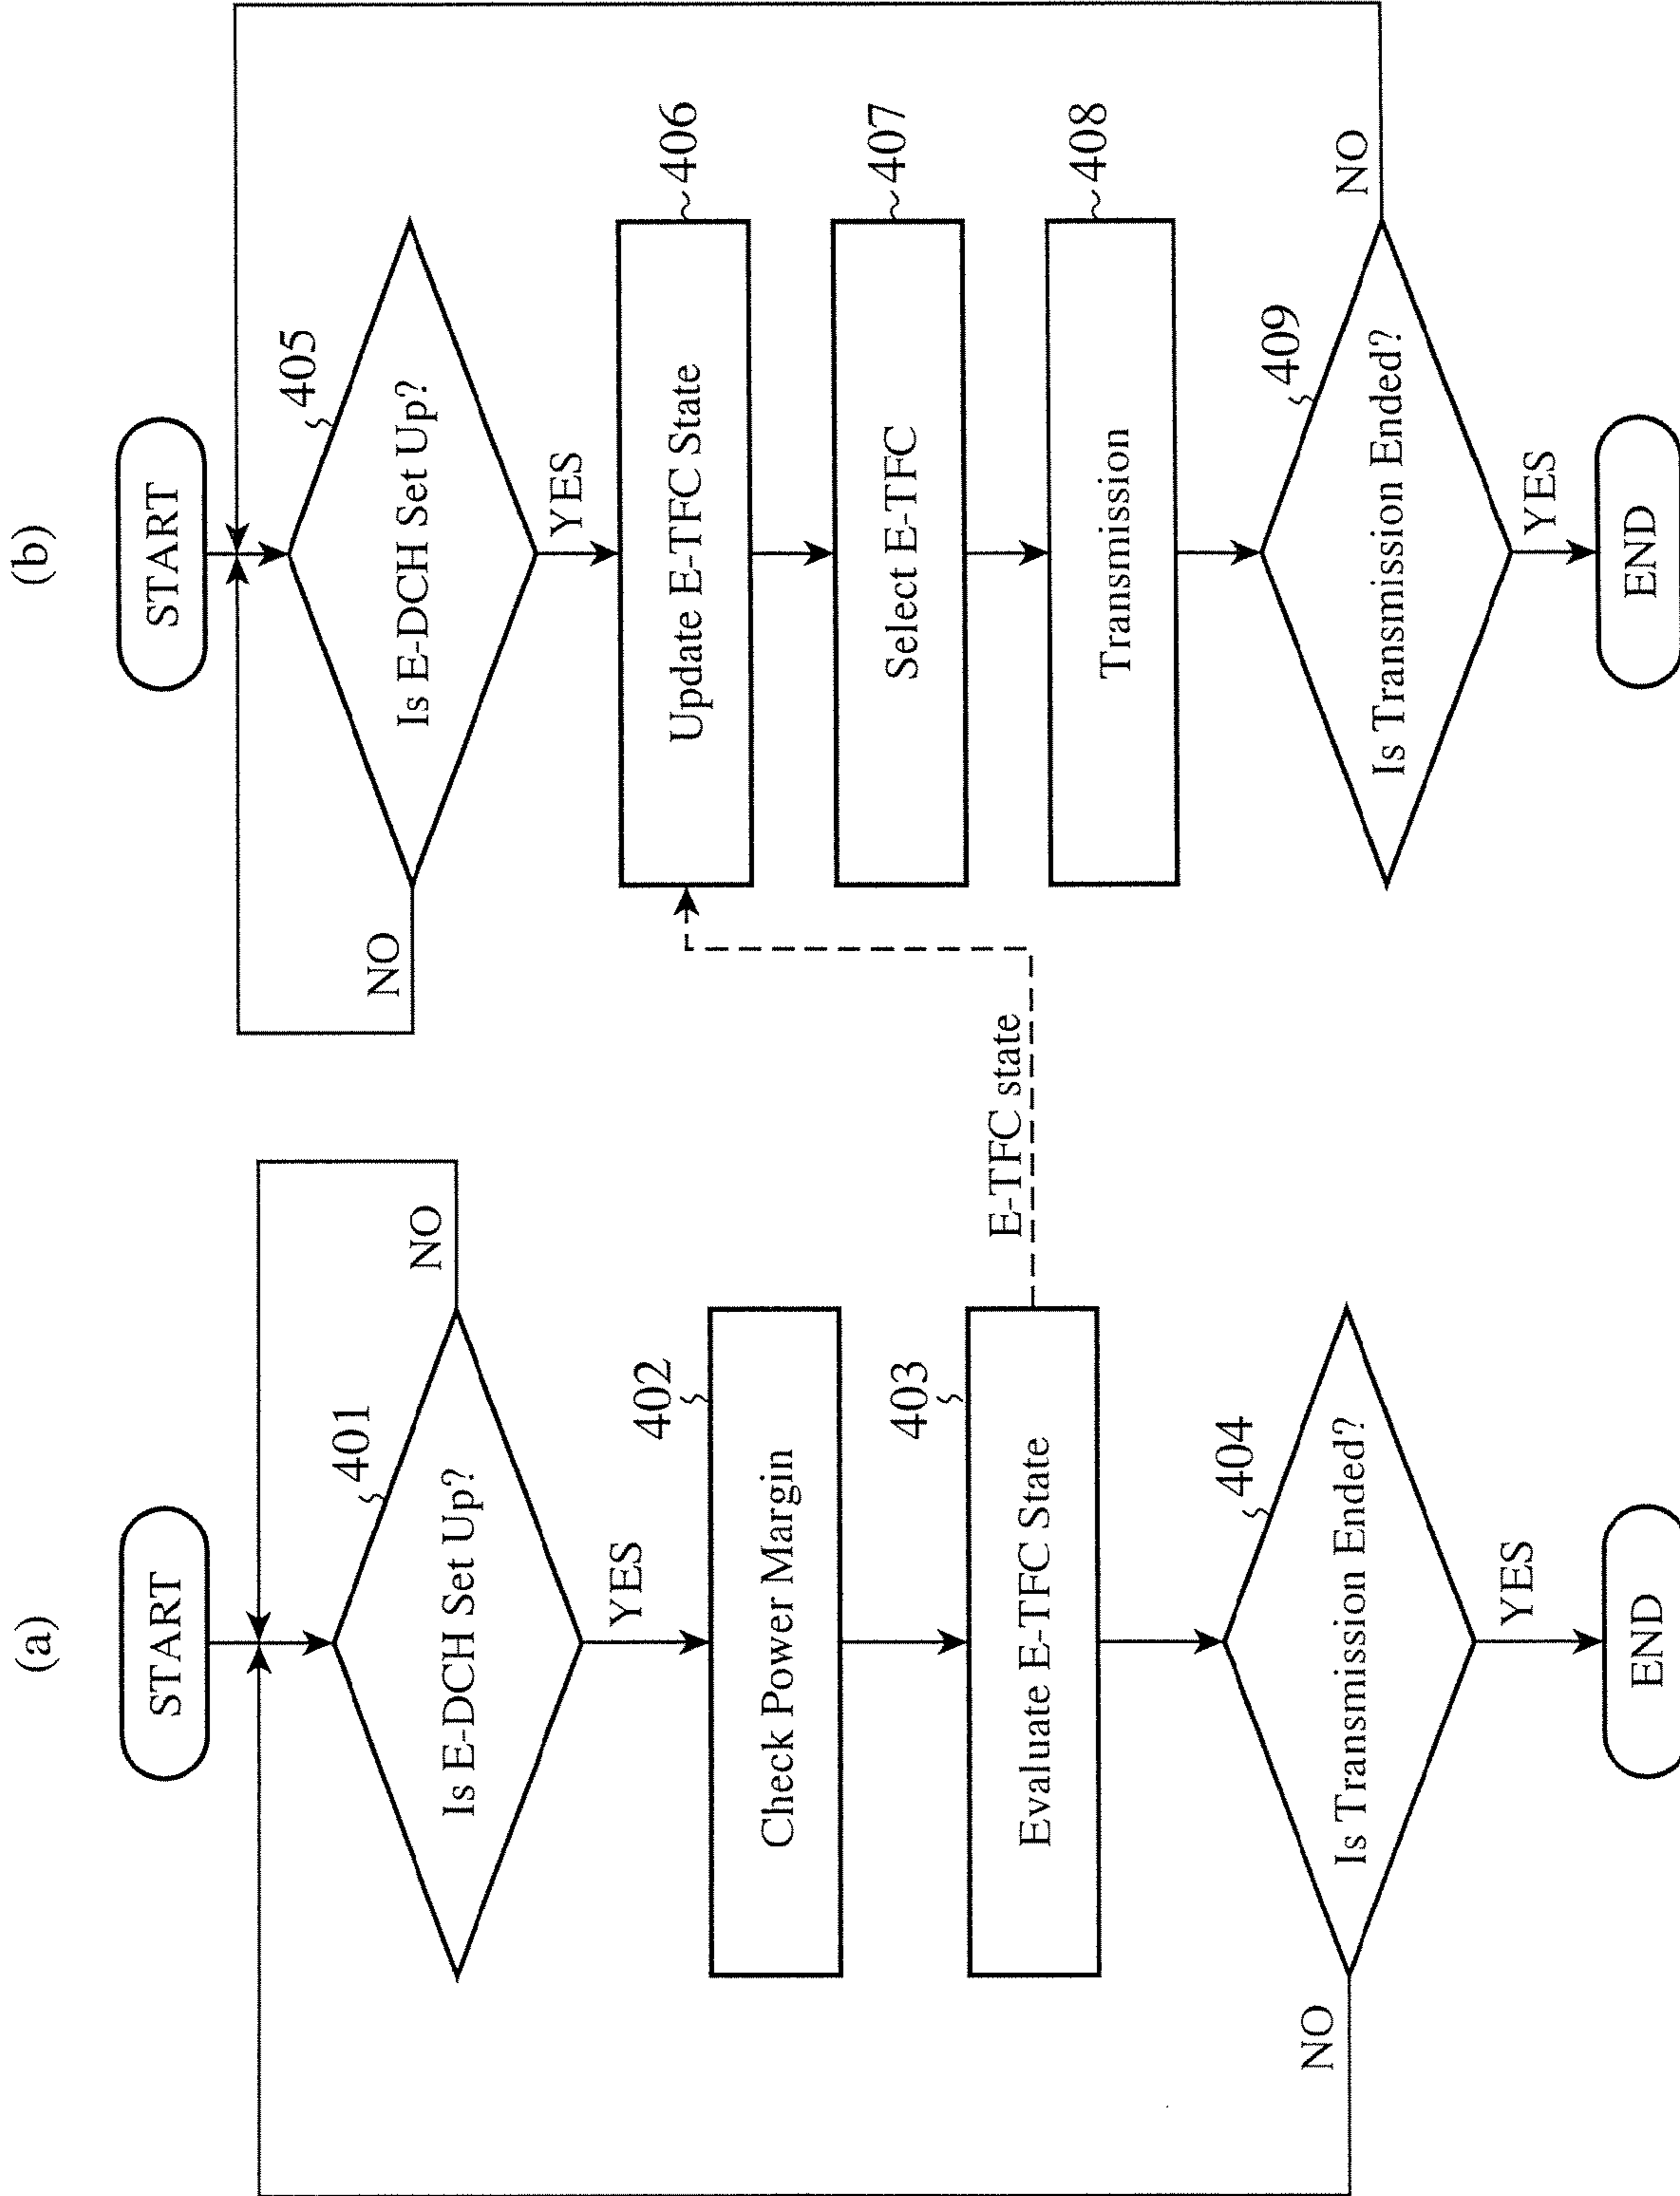 (a)
START
401
Is E-DCH Set Up?
NO
YES
402
Check Power Margin
403
Evaluate E-TFC State
E-TFC state
404
Is Transmission Ended?
NO
YES
END
(b)
START
405
Is E-DCH Set Up?
NO
YES
406
Update E-TFC State
407
Select E-TFC
408
Transmission
409
Is Transmission Ended?
NO
YES
END